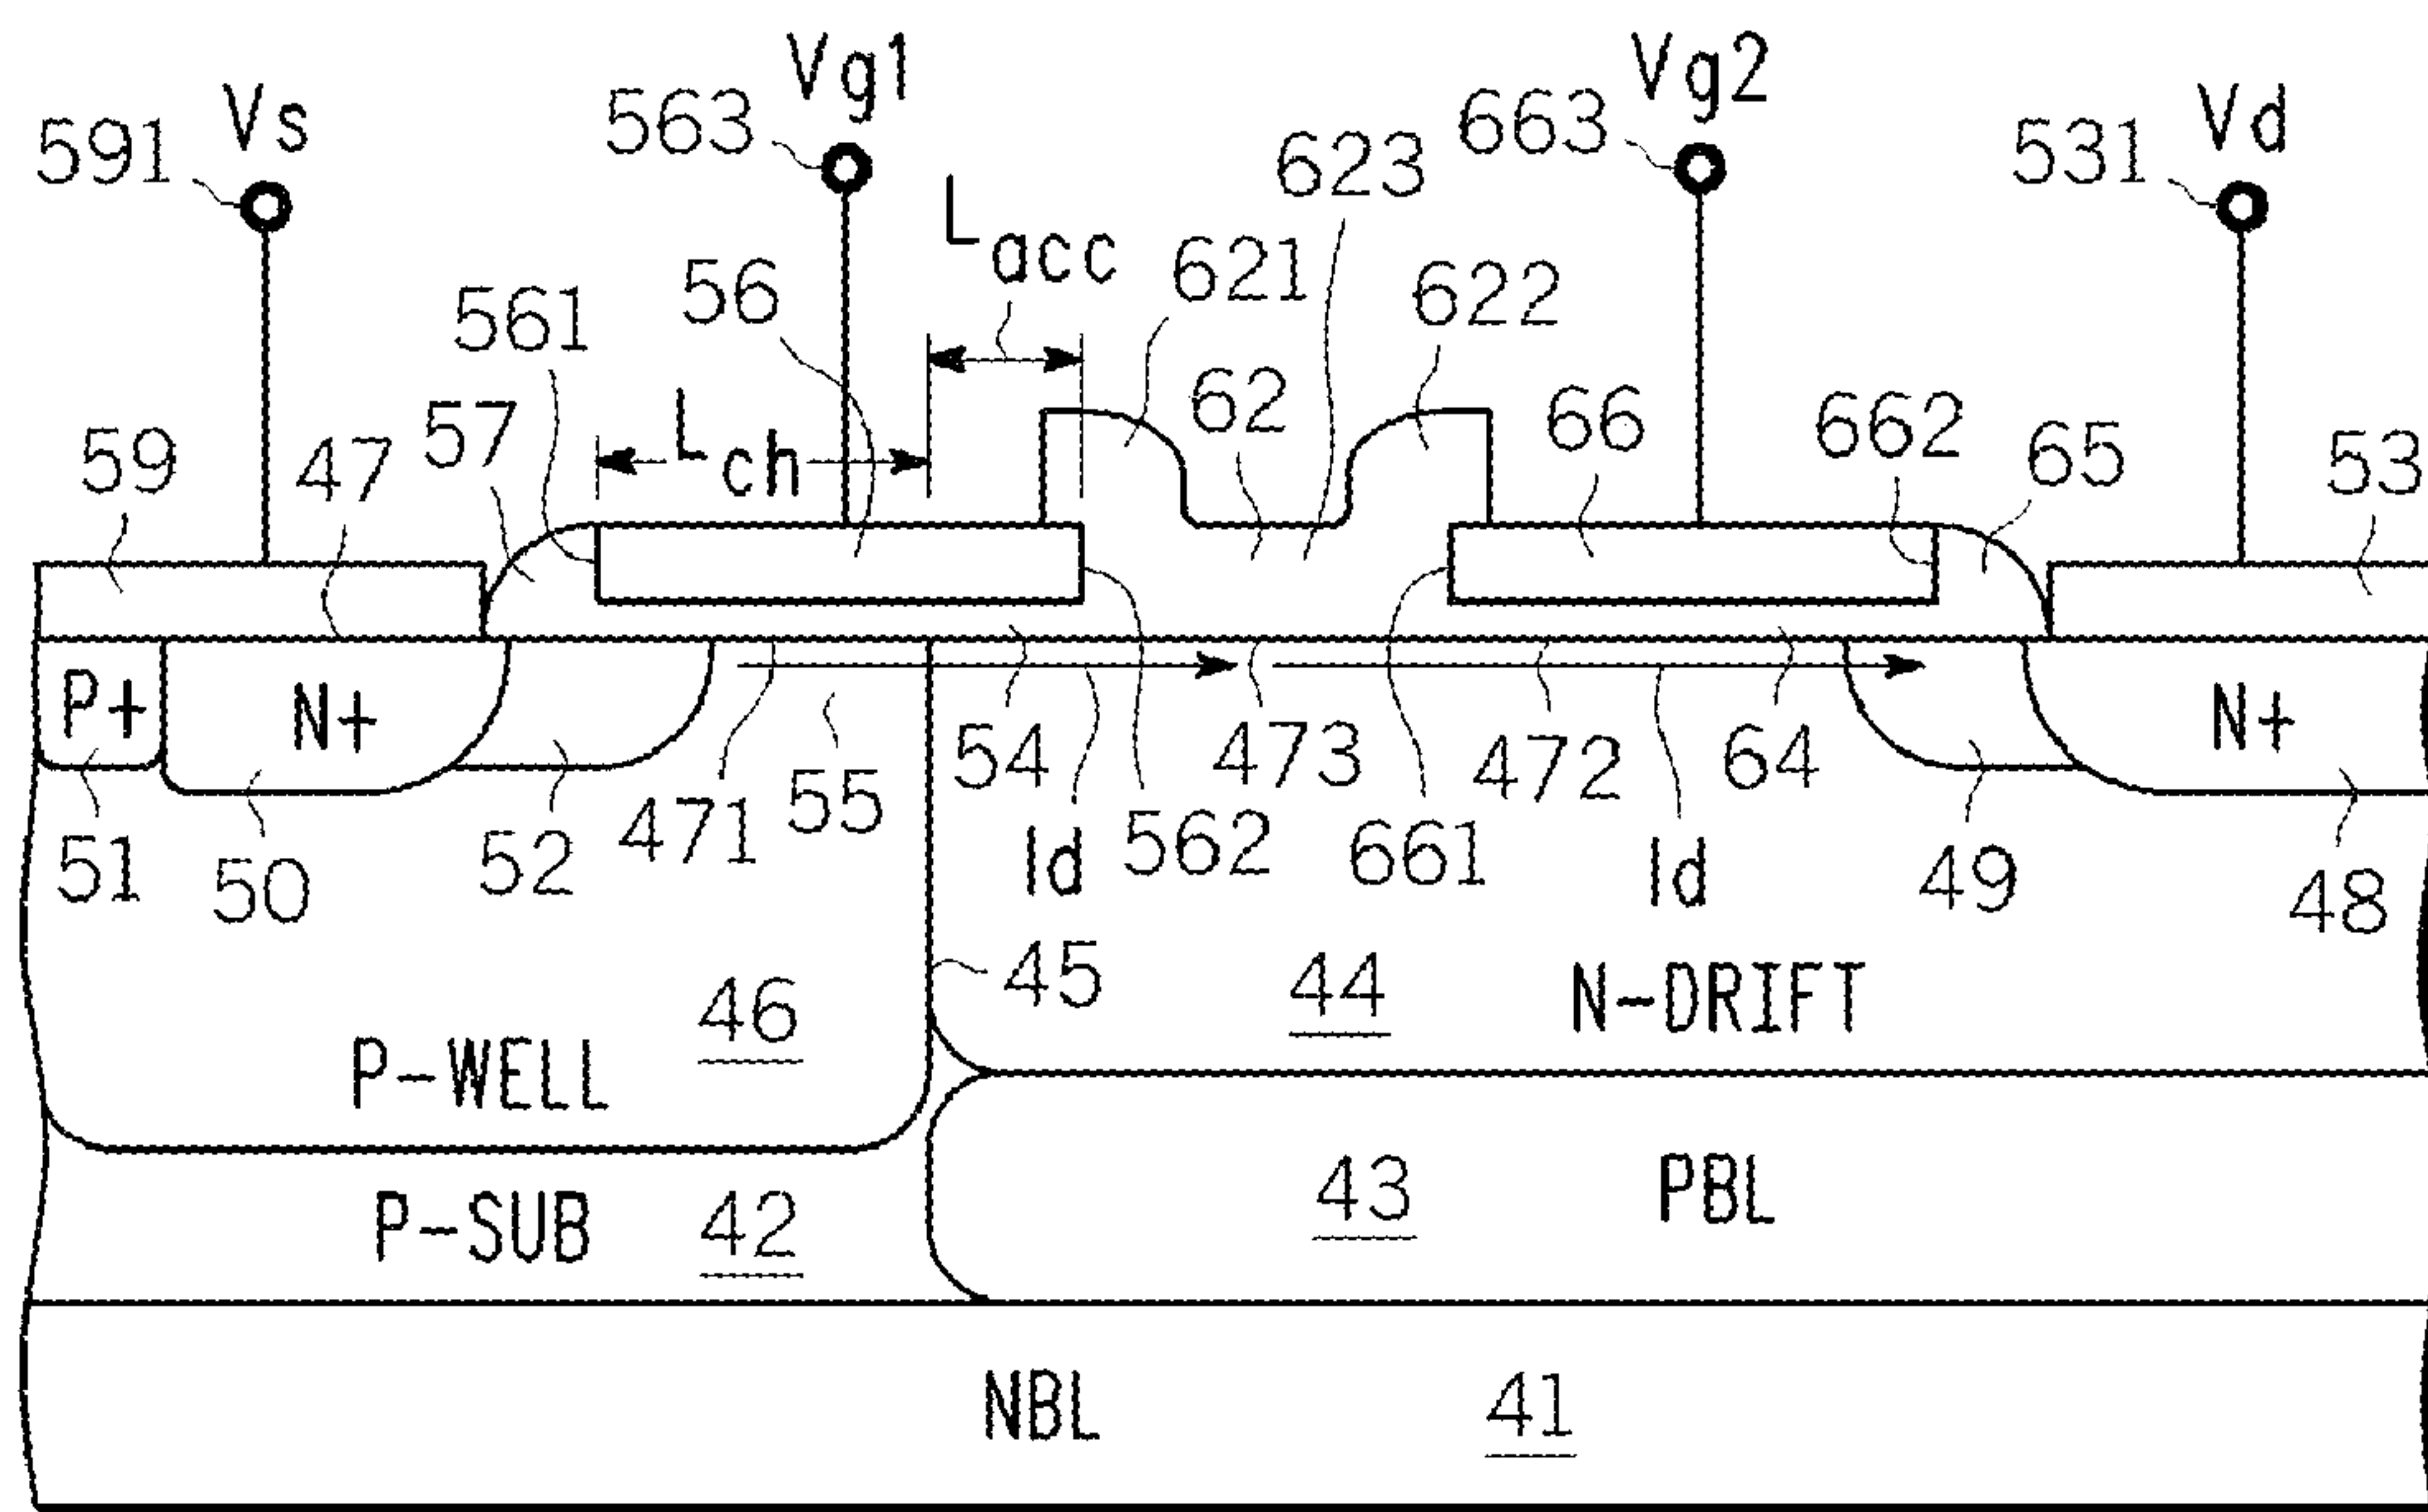 Vs Vg1 Vg2 Vd
591 563 623 663 531
Lacc
561 56 621 622
59 47 57 Lch 62 66 662 65 53
P+ N+ N+
51 50 52 471 55 54 562 473 661 472 64 49 48
Id Id
45
P-WELL 46 44 N-DRIFT
P-SUB 42 43 PBL
NBL 41